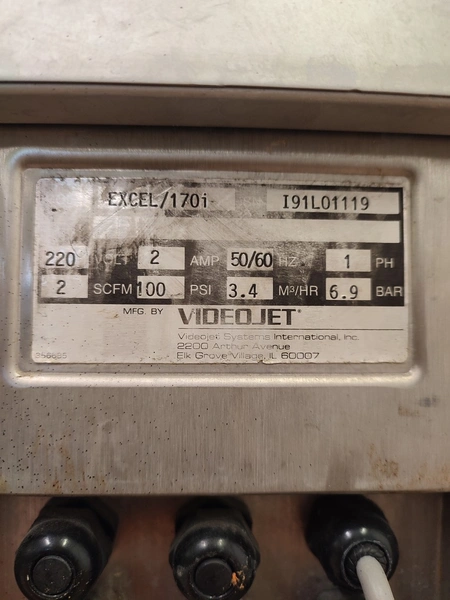 EXCEL/170i I91L01119
220 VOLT 2 AMP 50/60 HZ 1 PH
2 SCFM 100 PSI 3.4 M³/HR 6.9 BAR
MFG. BY VIDEOJET®
Videojet Systems International, Inc.
2200 Arthur Avenue
Elk Grove Village, IL 60007